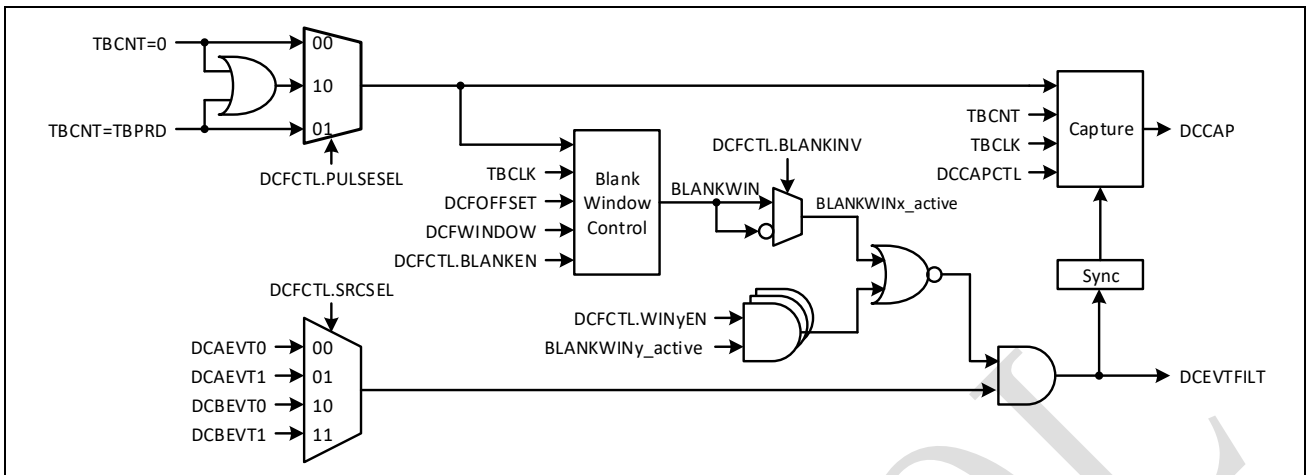 TBCNT=0
00
10
TBCNT=TBPRD
01
DCFCTL.PULSESEL
TBCNT
TBCLK
DCCAPCTL
Capture
DCCAP
TBCLK
DCFOFFSET
DCFWINDOW
DCFCTL.BLANKEN
Blank
Window
Control
BLANKWIN
DCFCTL.BLANKINV
BLANKWINx_active
Sync
DCFCTL.WINyEN
BLANKWINy_active
DCFCTL.SRCSEL
DCAEVT0
00
DCAEVT1
01
DCBEVT0
10
DCBEVT1
11
DCEVTFILT